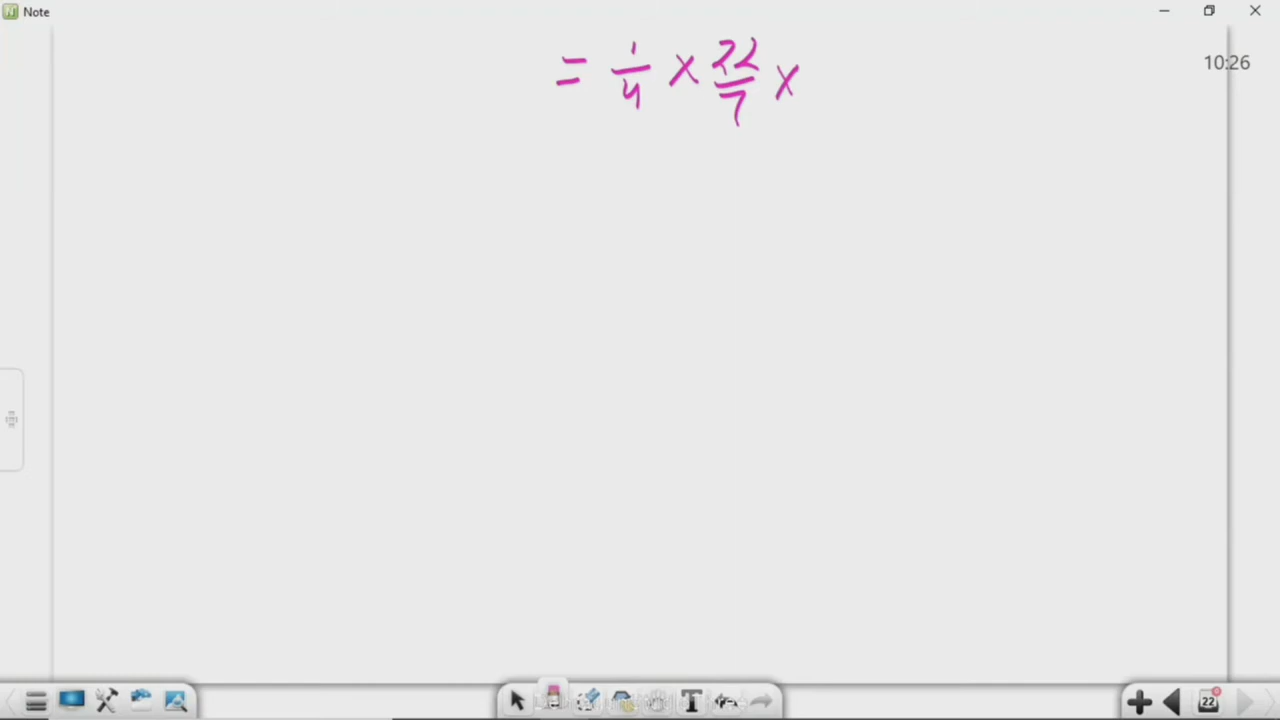 Note
10:26
= 1/4 × 22/7 ×
22